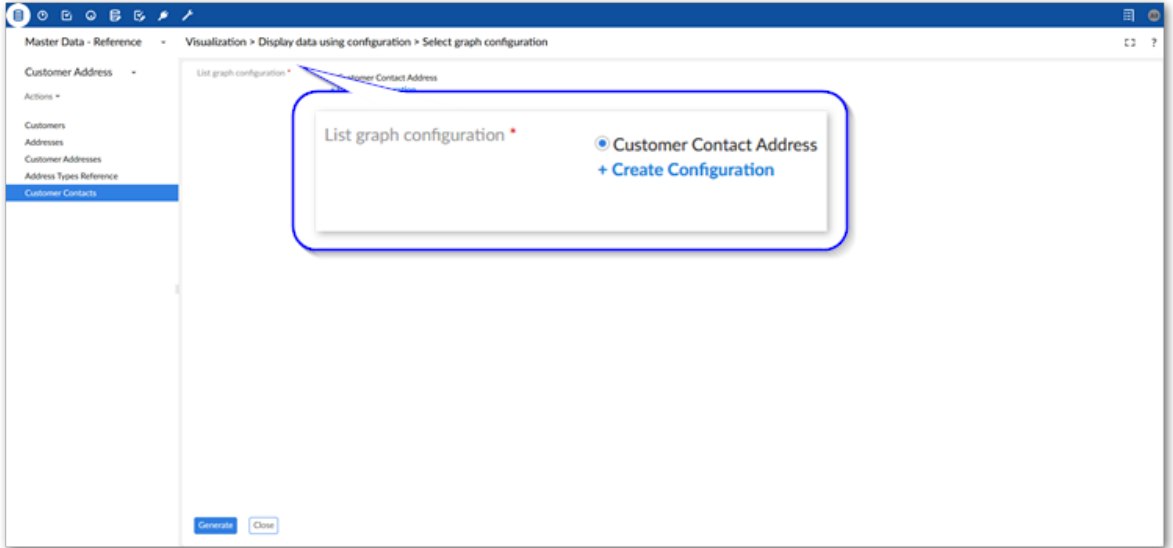 Master Data - Reference
Visualization > Display data using configuration > Select graph configuration
?
Customer Address
List graph configuration *
Customer Contact Address
Actions
List graph configuration *
Customer Contact Address
+ Create Configuration
Customers
Addresses
Customer Addresses
Address Types Reference
Customer Contacts
Generate
Close